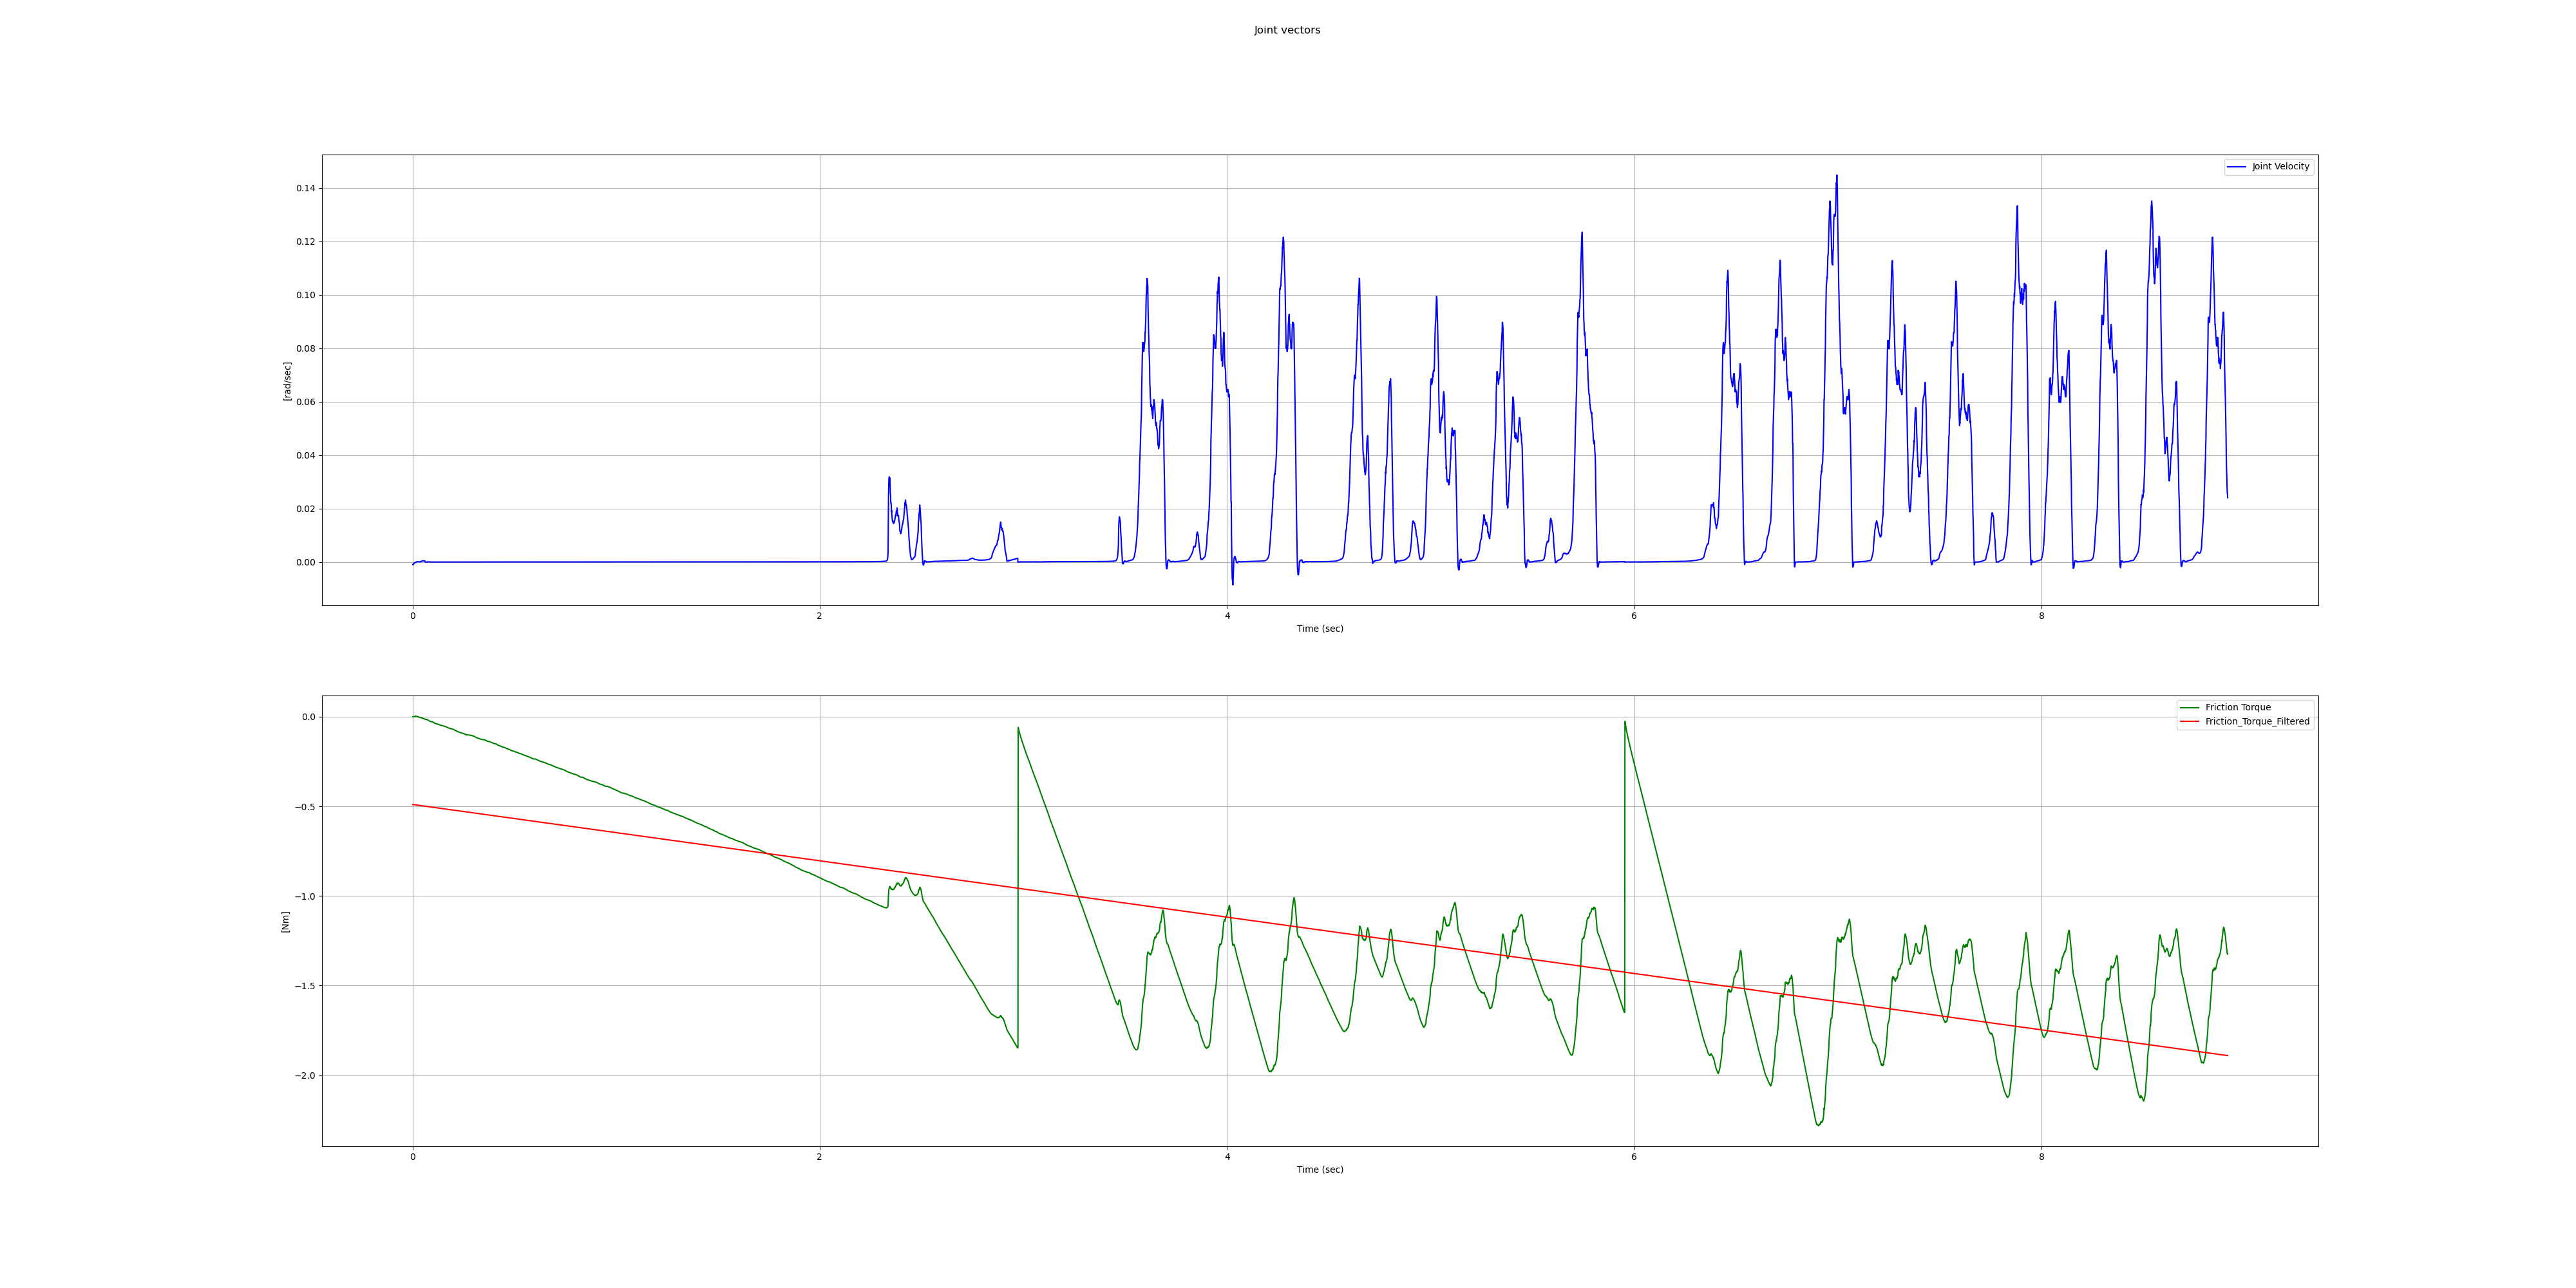 Joint vectors
Joint Velocity
0.14
0.12
0.10
0.08
0.06
0.04
0.02
0.00
[rad/sec]
0 2 4 6 8
Time (sec)
Friction Torque
Friction_Torque_Filtered
0.0
−0.5
−1.0
−1.5
−2.0
[Nm]
0 2 4 6 8
Time (sec)